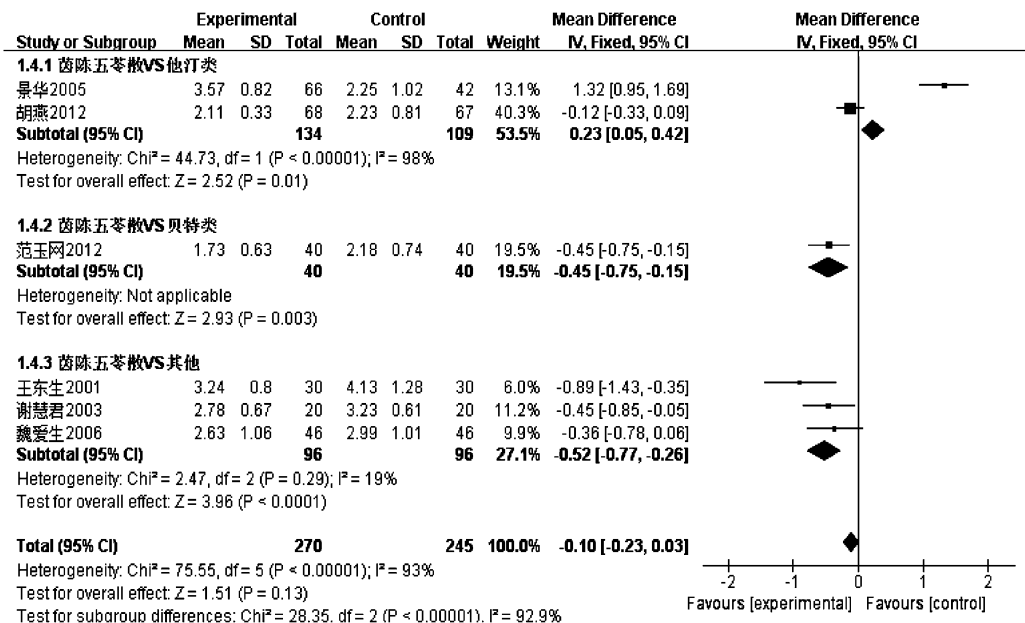 Experimental Control Mean Difference Mean Difference
Study or Subgroup Mean SD Total Mean SD Total Weight IV, Fixed, 95% CI IV, Fixed, 95% CI
1.4.1 茵陈五苓散VS他汀类
景华2005 3.57 0.82 66 2.25 1.02 42 13.1% 1.32 [0.95, 1.69]
胡燕2012 2.11 0.33 68 2.23 0.81 67 40.3% -0.12 [-0.33, 0.09]
Subtotal (95% CI) 134 109 53.5% 0.23 [0.05, 0.42]
Heterogeneity: Chi² = 44.73, df = 1 (P < 0.00001); I² = 98%
Test for overall effect: Z = 2.52 (P = 0.01)
1.4.2 茵陈五苓散VS贝特类
范玉网2012 1.73 0.63 40 2.18 0.74 40 19.5% -0.45 [-0.75, -0.15]
Subtotal (95% CI) 40 40 19.5% -0.45 [-0.75, -0.15]
Heterogeneity: Not applicable
Test for overall effect: Z = 2.93 (P = 0.003)
1.4.3 茵陈五苓散VS其他
王东生2001 3.24 0.8 30 4.13 1.28 30 6.0% -0.89 [-1.43, -0.35]
谢慧君2003 2.78 0.67 20 3.23 0.61 20 11.2% -0.45 [-0.85, -0.05]
魏爱生2006 2.63 1.06 46 2.99 1.01 46 9.9% -0.36 [-0.78, 0.06]
Subtotal (95% CI) 96 96 27.1% -0.52 [-0.77, -0.26]
Heterogeneity: Chi² = 2.47, df = 2 (P = 0.29); I² = 19%
Test for overall effect: Z = 3.96 (P < 0.0001)
Total (95% CI) 270 245 100.0% -0.10 [-0.23, 0.03]
Heterogeneity: Chi² = 75.55, df = 5 (P < 0.00001); I² = 93%
Test for overall effect: Z = 1.51 (P = 0.13)
Test for subgroup differences: Chi² = 28.35, df = 2 (P < 0.00001), I² = 92.9%
-2 -1 0 1 2
Favours [experimental] Favours [control]